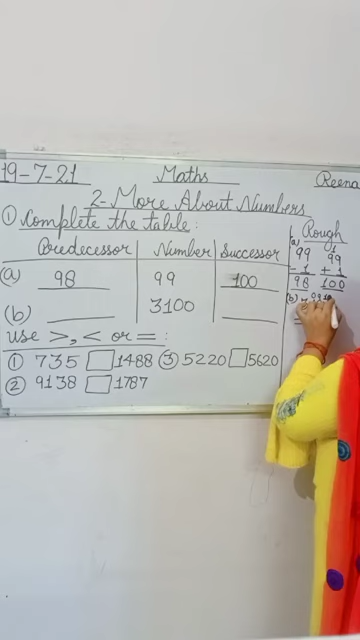 19-7-21 Maths Reena
2- More About Numbers
① Complete the table:
Predecessor Number Successor
(a) 98 99 100
(b) 3100
use >, < or =:
① 735 □ 1488 ③ 5220 □ 5620
② 9138 □ 1787
Rough
(a) 99 99
- 1 + 1
98 100
(b)